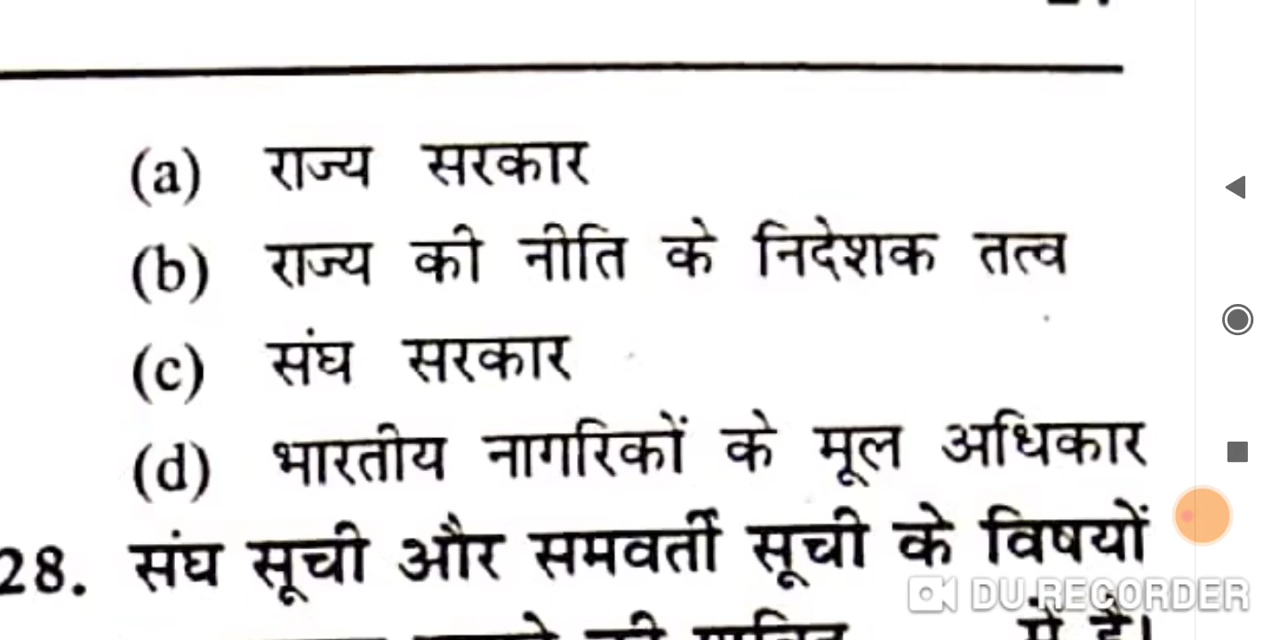 (a) राज्य सरकार
(b) राज्य की नीति के निदेशक तत्व
(c) संघ सरकार
(d) भारतीय नागरिकों के मूल अधिकार
28. संघ सूची और समवर्ती सूची के विषयों
DU RECORDER
में है।